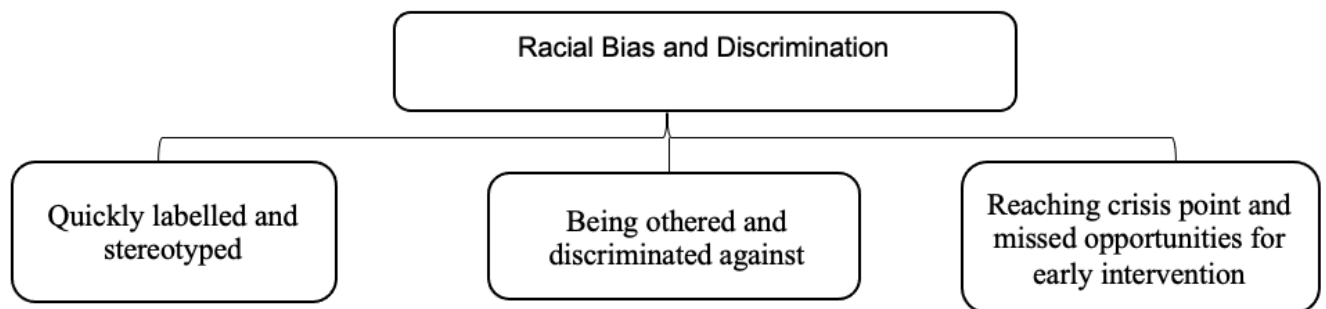 Racial Bias and Discrimination
Quickly labelled and
stereotyped
Being othered and
discriminated against
Reaching crisis point and
missed opportunities for
early intervention